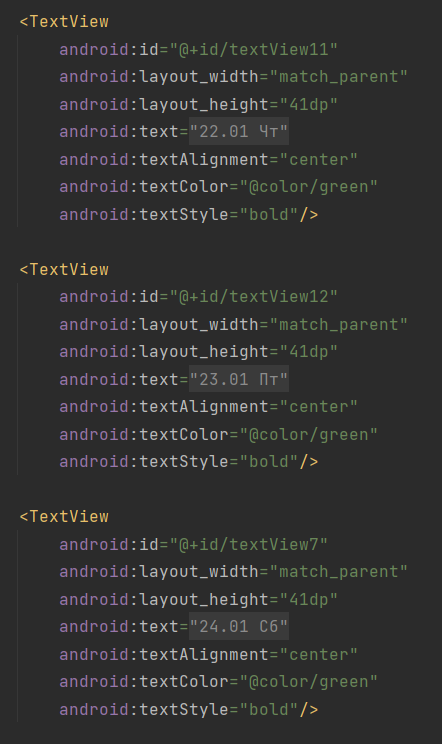 <TextView
android:id="@+id/textView11"
android:layout_width="match_parent"
android:layout_height="41dp"
android:text="22.01 Чт"
android:textAlignment="center"
android:textColor="@color/green"
android:textStyle="bold"/>
<TextView
android:id="@+id/textView12"
android:layout_width="match_parent"
android:layout_height="41dp"
android:text="23.01 Пт"
android:textAlignment="center"
android:textColor="@color/green"
android:textStyle="bold"/>
<TextView
android:id="@+id/textView7"
android:layout_width="match_parent"
android:layout_height="41dp"
android:text="24.01 Сб"
android:textAlignment="center"
android:textColor="@color/green"
android:textStyle="bold"/>